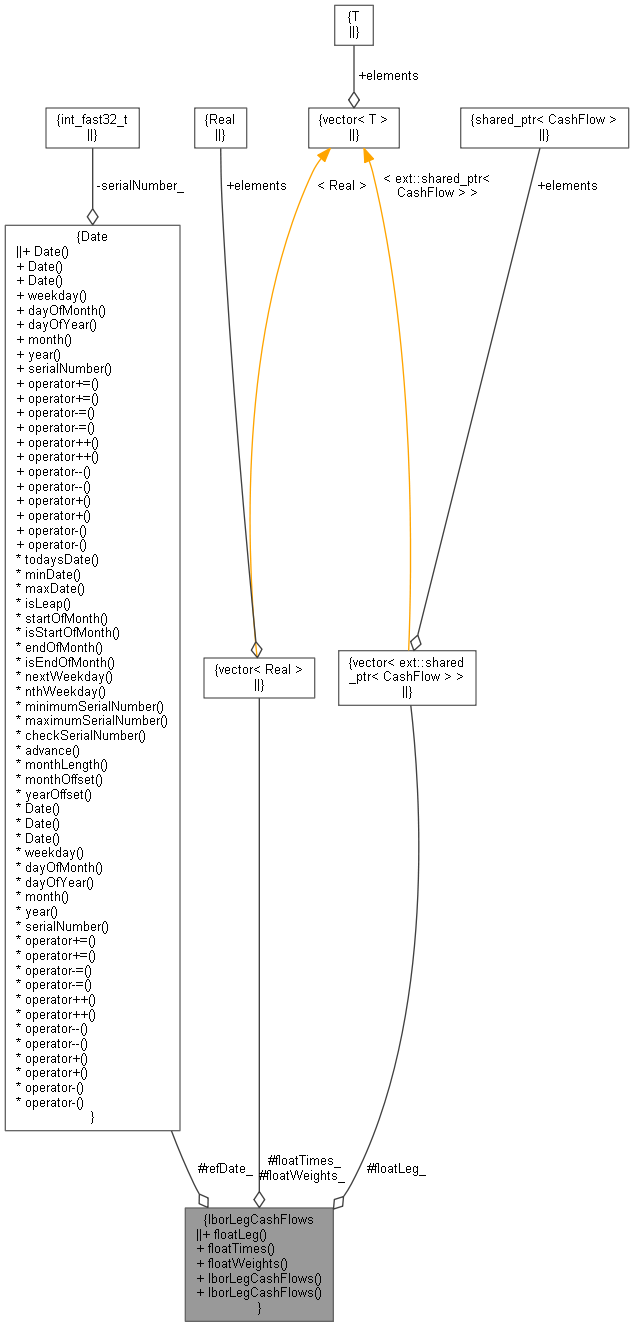 {T
||}
+elements
{int_fast32_t
||}
{Real
||}
{vector< T >
||}
{shared_ptr< CashFlow >
||}
-serialNumber_
+elements
< Real >
< ext::shared_ptr<
CashFlow > >
+elements
{Date
||+ Date()
+ Date()
+ Date()
+ weekday()
+ dayOfMonth()
+ dayOfYear()
+ month()
+ year()
+ serialNumber()
+ operator+=()
+ operator+=()
+ operator-=()
+ operator-=()
+ operator++()
+ operator++()
+ operator--()
+ operator--()
+ operator+()
+ operator+()
+ operator-()
+ operator-()
* todaysDate()
* minDate()
* maxDate()
* isLeap()
* startOfMonth()
* isStartOfMonth()
* endOfMonth()
* isEndOfMonth()
* nextWeekday()
* nthWeekday()
* minimumSerialNumber()
* maximumSerialNumber()
* checkSerialNumber()
* advance()
* monthLength()
* monthOffset()
* yearOffset()
* Date()
* Date()
* Date()
* weekday()
* dayOfMonth()
* dayOfYear()
* month()
* year()
* serialNumber()
* operator+=()
* operator+=()
* operator-=()
* operator-=()
* operator++()
* operator++()
* operator--()
* operator--()
* operator+()
* operator+()
* operator-()
* operator-()
}
{vector< Real >
||}
{vector< ext::shared
_ptr< CashFlow > >
||}
#refDate_
#floatTimes_
#floatWeights_
#floatLeg_
{IborLegCashFlows
||+ floatLeg()
+ floatTimes()
+ floatWeights()
+ IborLegCashFlows()
+ IborLegCashFlows()
}